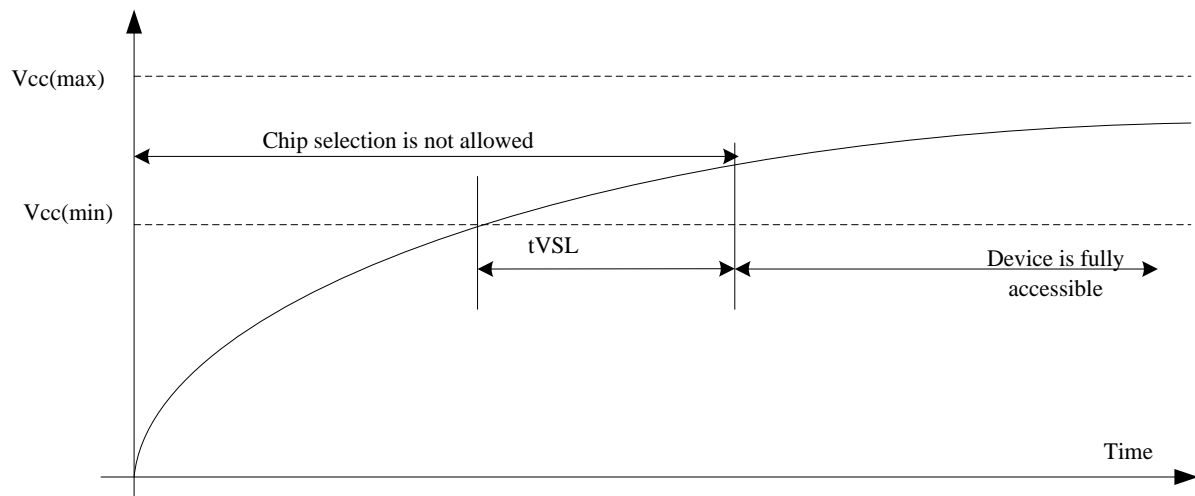 Vcc(max)
Chip selection is not allowed
Vcc(min)
tVSL
Device is fully
accessible
Time